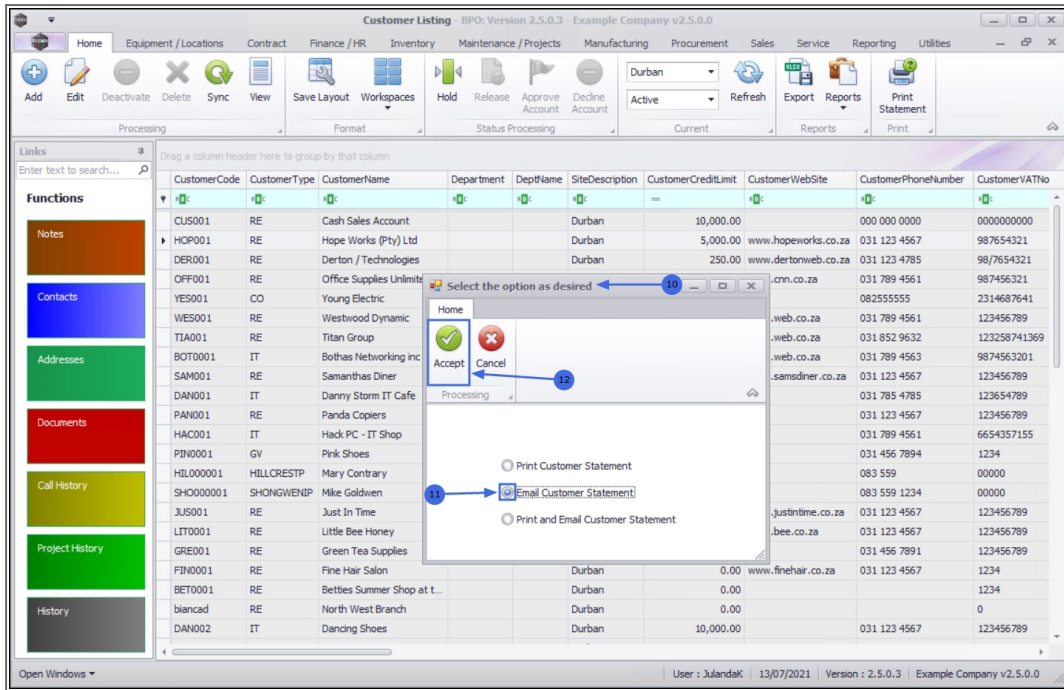 Customer Listing - BPO: Version 2.5.0.3 - Example Company v2.5.0.0
Home Equipment / Locations Contract Finance / HR Inventory Maintenance / Projects Manufacturing Procurement Sales Service Reporting Utilities
Add Edit Deactivate Delete Sync View Save Layout Workspaces Hold Release Approve Account Decline Account Durban Active Refresh Export Reports Print Statement
Processing Format Status Processing Current Reports Print
Links
Enter text to search...
Functions
Notes
Contacts
Addresses
Documents
Call History
Project History
History
Drag a column header here to group by that column
CustomerCode CustomerType CustomerName Department DeptName SiteDescription CustomerCreditLimit CustomerWebSite CustomerPhoneNumber CustomerVATNo
CUS001 RE Cash Sales Account Durban 10,000.00 000 000 0000 0000000000
HOP001 RE Hope Works (Pty) Ltd Durban 5,000.00 www.hopeworks.co.za 031 123 4567 987654321
DER001 RE Derton / Technologies Durban 250.00 www.dertonweb.co.za 031 123 4785 98/7654321
OFF001 RE Office Supplies Unlimite .cnn.co.za 031 789 4561 987456321
YES001 CO Young Electric 082555555 2314687641
WES001 RE Westwood Dynamic .web.co.za 031 789 4561 123456789
TIA001 RE Titan Group .web.co.za 031 852 9632 123258741369
BOT0001 IT Bothas Networking inc .web.co.za 031 789 4563 9874563201
SAM001 RE Samanthas Diner .samsdiner.co.za 031 123 4567 123456789
DAN001 IT Danny Storm IT Cafe 031 785 4785 123654789
PAN001 RE Panda Copiers 031 123 4567 123456789
HAC001 IT Hack PC - IT Shop 031 789 4561 6654357155
PIN0001 GV Pink Shoes 031 456 7894 1234
HIL000001 HILLCRESTP Mary Contrary 083 559 00000
SHO000001 SHONGWENIP Mike Goldwen 083 559 1234 00000
JUS001 RE Just In Time .justintime.co.za 031 123 4567 123456789
LIT0001 RE Little Bee Honey .bee.co.za 031 123 4567 123456789
GRE001 RE Green Tea Supplies 031 456 7891 123456789
FIN0001 RE Fine Hair Salon Durban 0.00 www.finehair.co.za 031 123 4567 1234
BET0001 RE Betties Summer Shop at t... Durban 0.00 1234
biancad RE North West Branch Durban 0.00 0
DAN002 IT Dancing Shoes Durban 10,000.00 031 123 4567 123456789
Select the option as desired 10
Home
Accept Cancel
12
Processing
Print Customer Statement
11 Email Customer Statement
Print and Email Customer Statement
Open Windows User : JulandaK 13/07/2021 Version : 2.5.0.3 Example Company v2.5.0.0